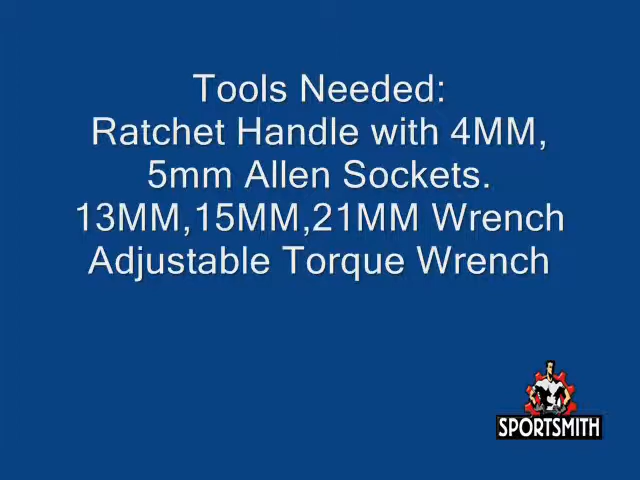 Tools Needed:
Ratchet Handle with 4MM,
5mm Allen Sockets.
13MM,15MM,21MM Wrench
Adjustable Torque Wrench
SPORTSMITH